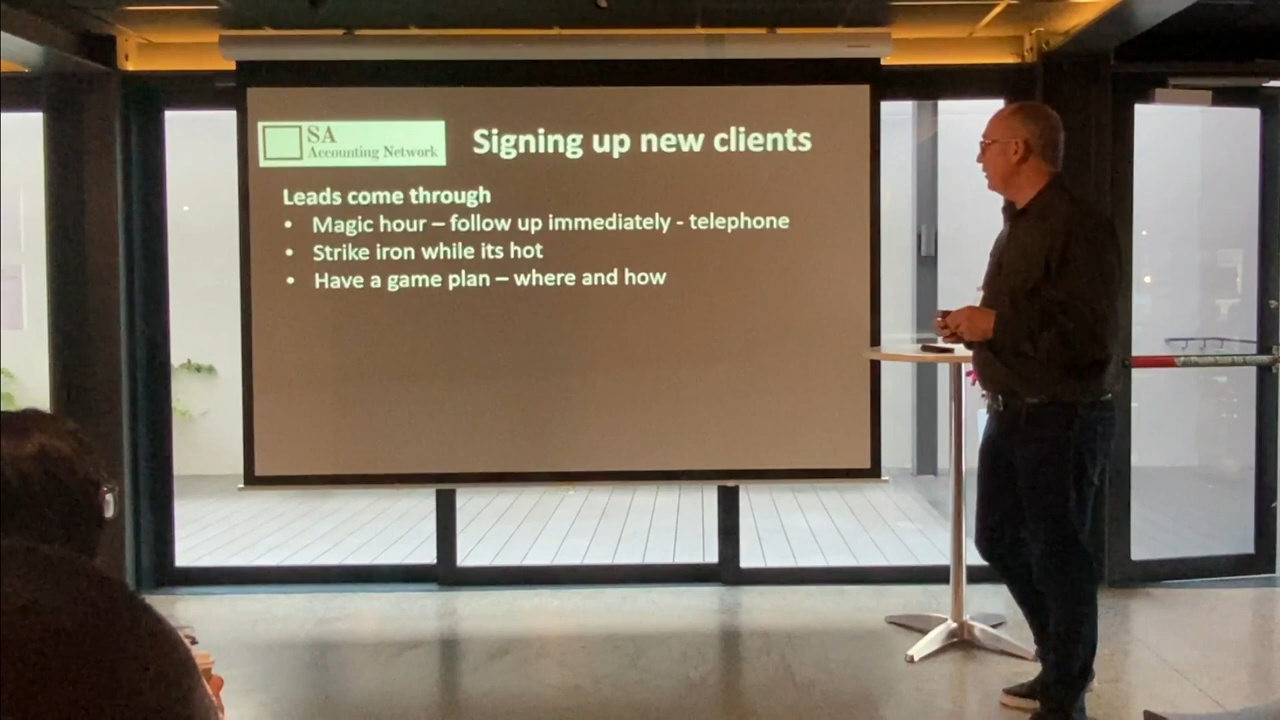 SA
Accounting Network
Signing up new clients
Leads come through
• Magic hour – follow up immediately - telephone
• Strike iron while its hot
• Have a game plan – where and how